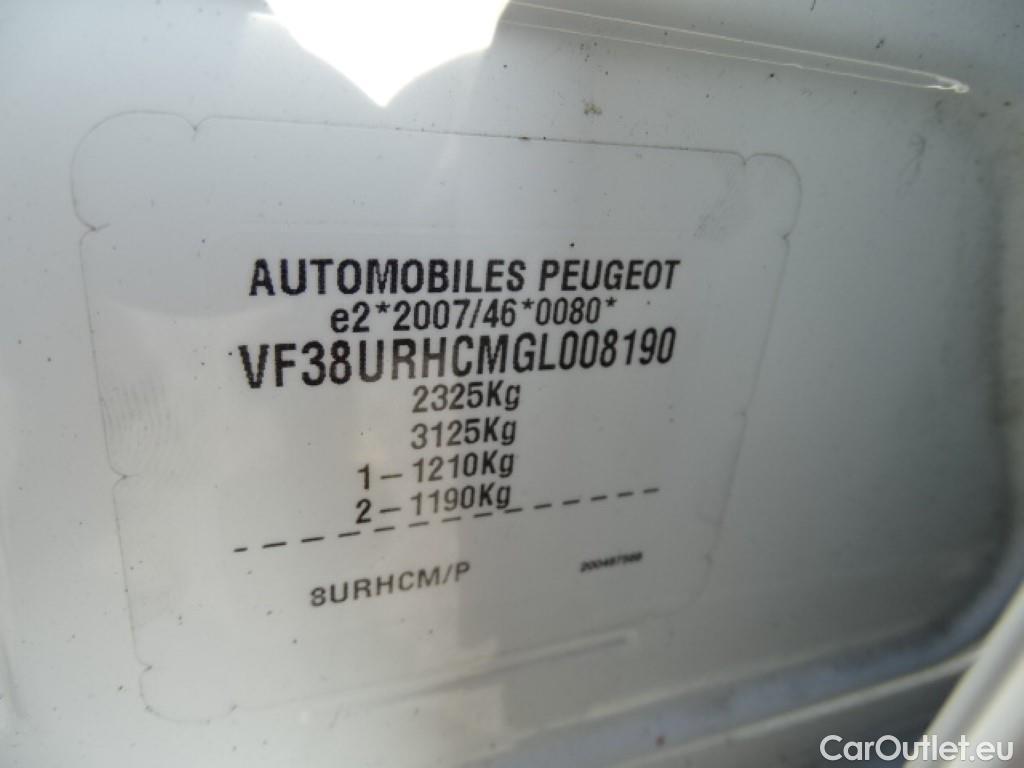 AUTOMOBILES PEUGEOT
e2*2007/46*0080*
VF38URHCMGL008190
2325Kg
3125Kg
1-1210Kg
2-1190Kg
8URHCM/P
CarOutlet.eu